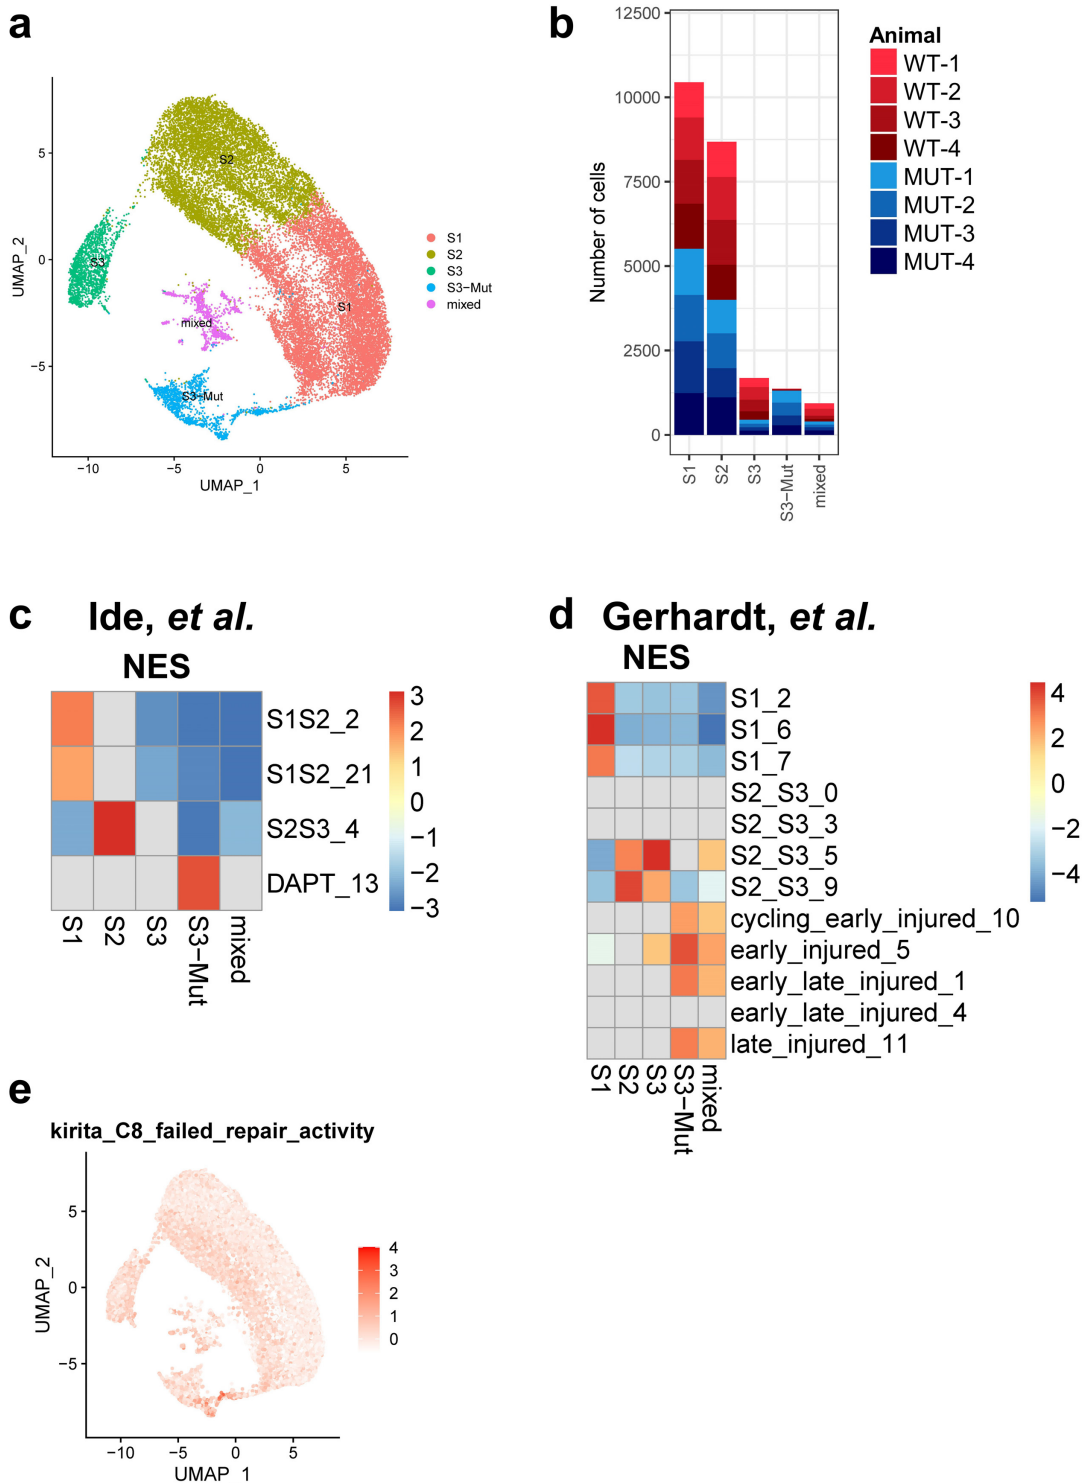 a
5
0
−5
UMAP_2
−10
−5
0
5
UMAP_1
S2
S1
S3
mixed
S3−Mut
S1
S2
S3
S3−Mut
mixed
b
12500
10000
7500
5000
2500
0
Number of cells
S1
S2
S3
S3−Mut
mixed
Animal
WT-1
WT-2
WT-3
WT-4
MUT-1
MUT-2
MUT-3
MUT-4
c
Ide, et al.
NES
S1S2_2
S1S2_21
S2S3_4
DAPT_13
S1
S2
S3
S3−Mut
mixed
3
2
1
0
−1
−2
−3
d
Gerhardt, et al.
NES
S1_2
S1_6
S1_7
S2_S3_0
S2_S3_3
S2_S3_5
S2_S3_9
cycling_early_injured_10
early_injured_5
early_late_injured_1
early_late_injured_4
late_injured_11
S1
S2
S3
S3−Mut
mixed
4
2
0
−2
−4
e
kirita_C8_failed_repair_activity
5
0
−5
UMAP_2
−10
−5
0
5
UMAP_1
4
3
2
1
0